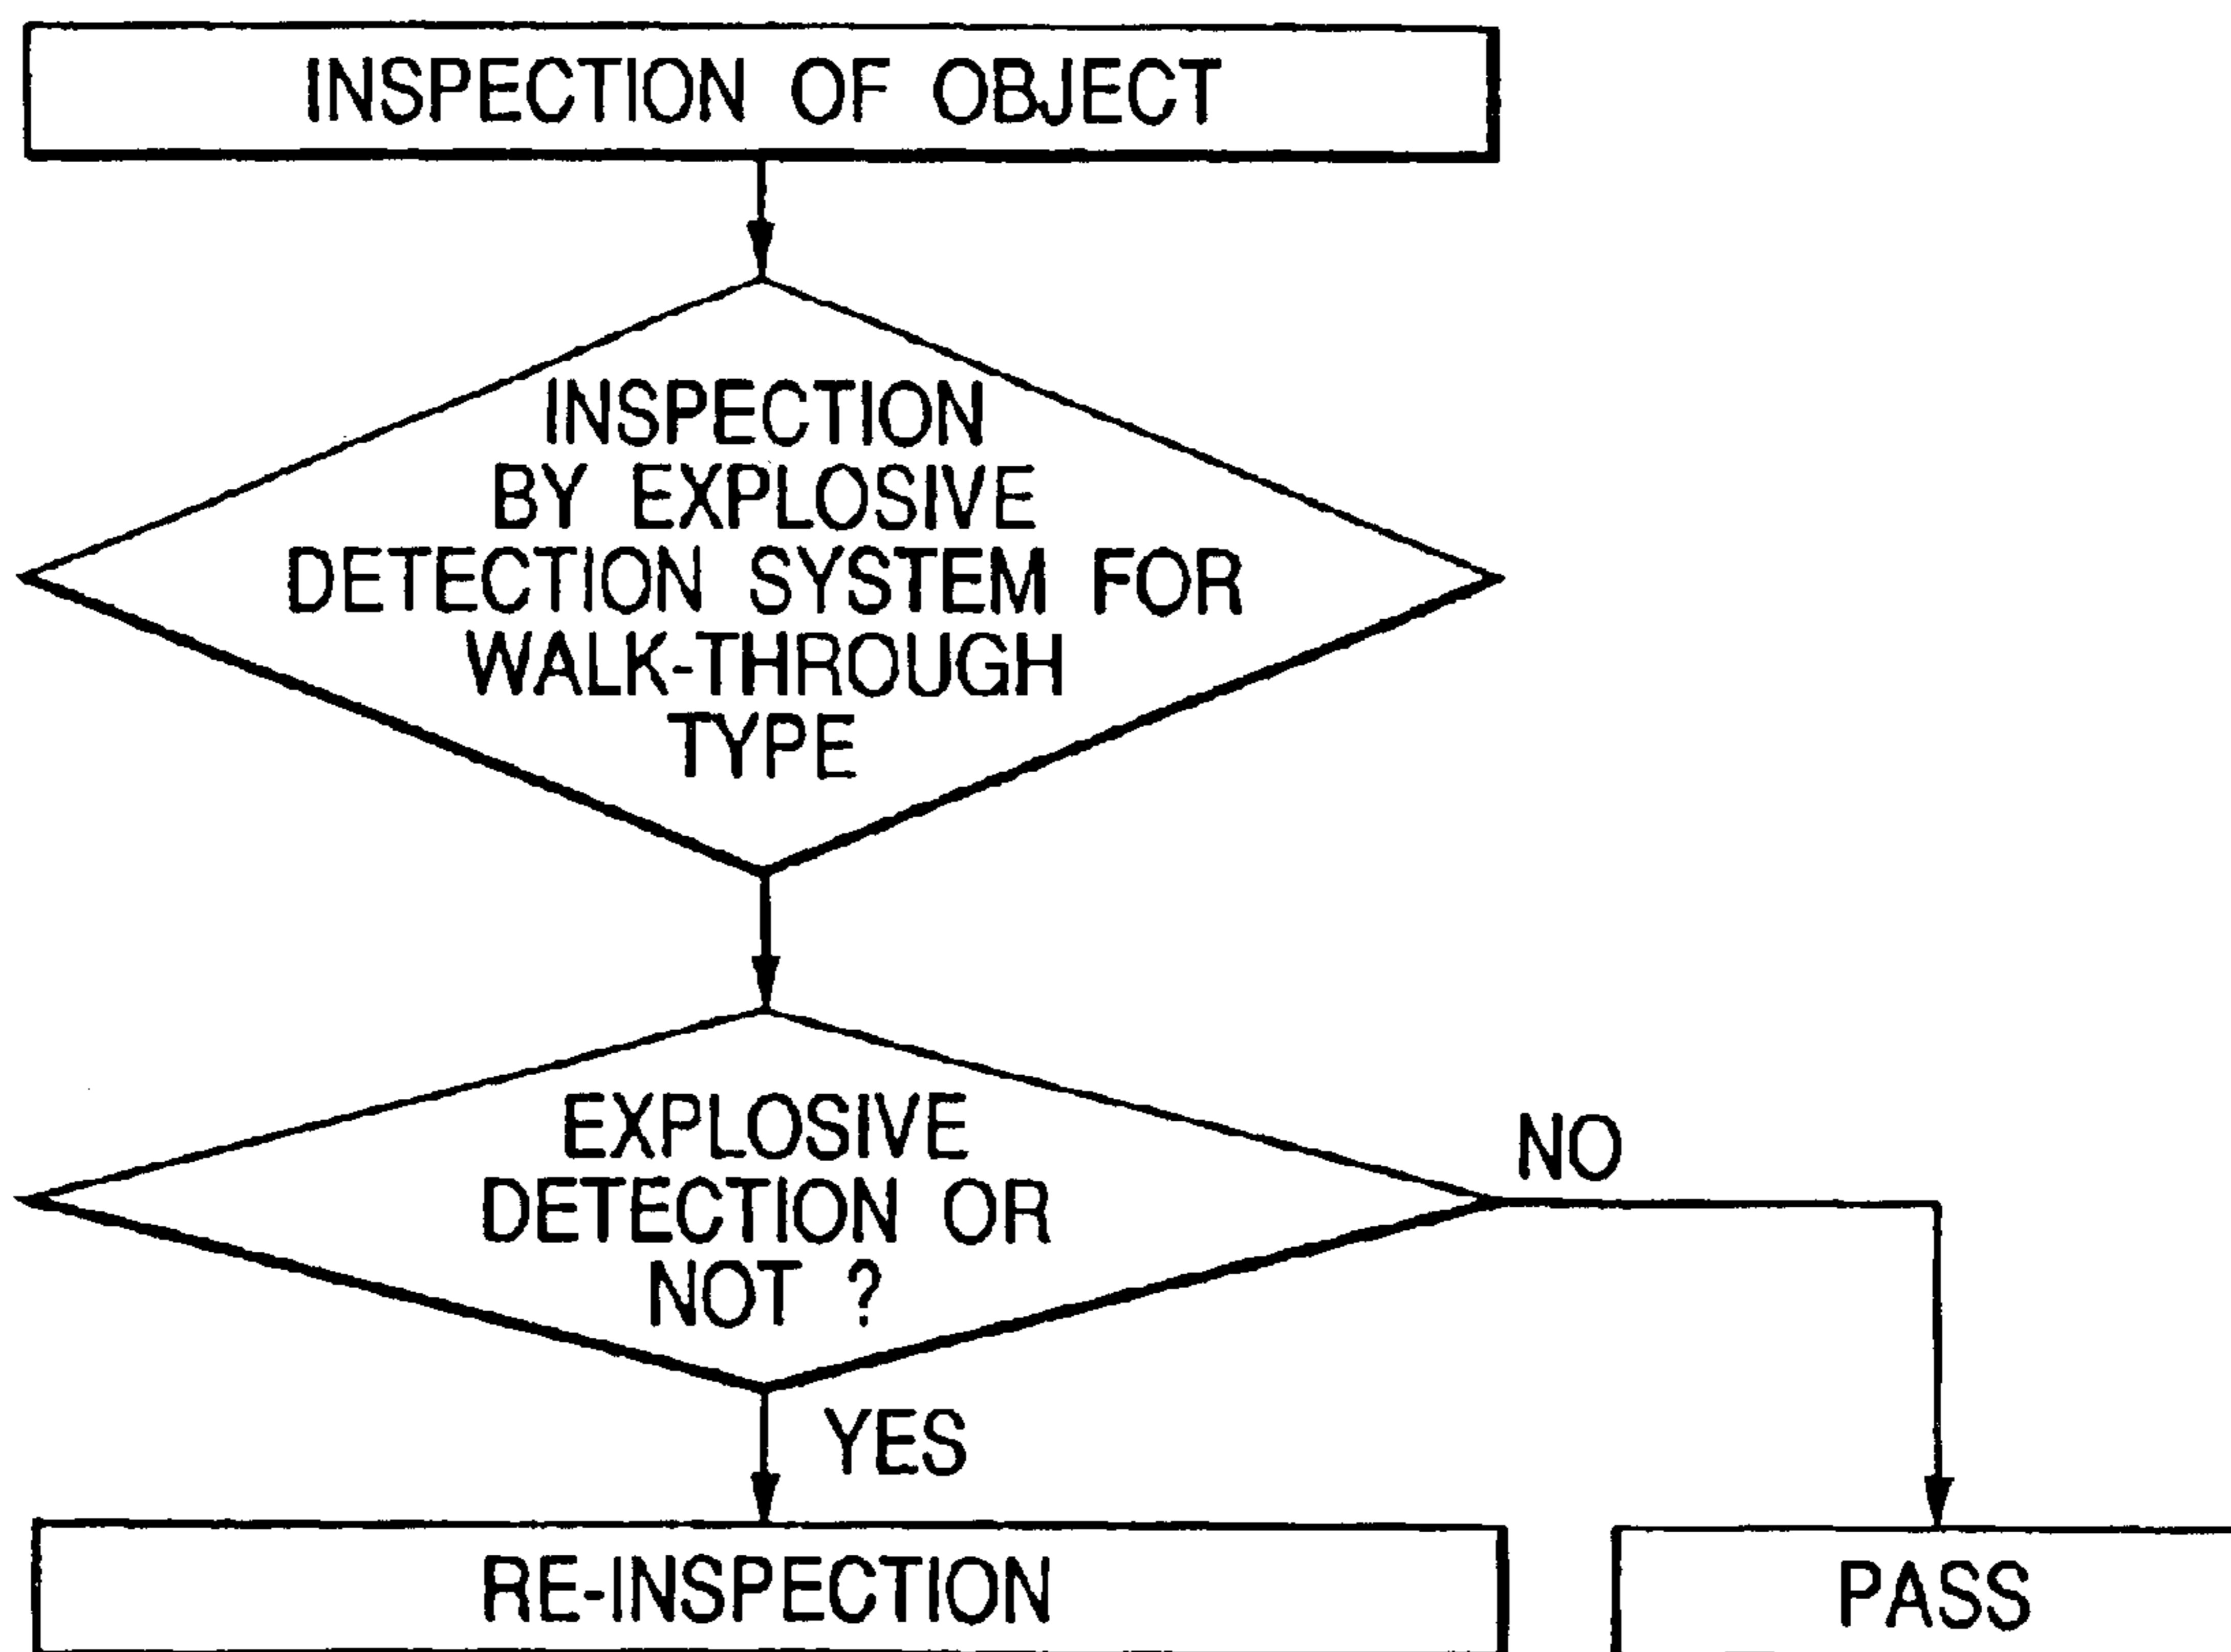 INSPECTION OF OBJECT
INSPECTION
BY EXPLOSIVE
DETECTION SYSTEM FOR
WALK-THROUGH
TYPE
EXPLOSIVE
DETECTION OR
NOT ?
NO
YES
RE-INSPECTION
PASS